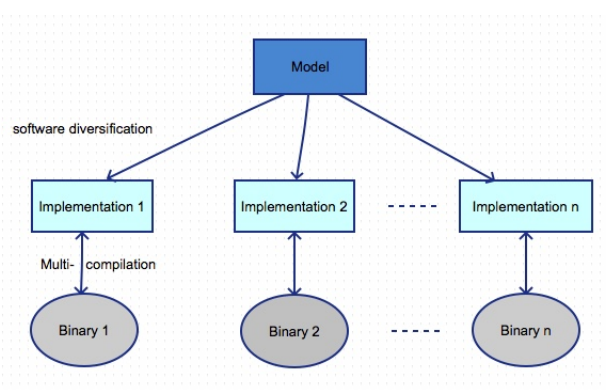 Model
software diversification
Implementation 1
Implementation 2
Implementation n
Multi- compilation
Binary 1
Binary 2
Binary n